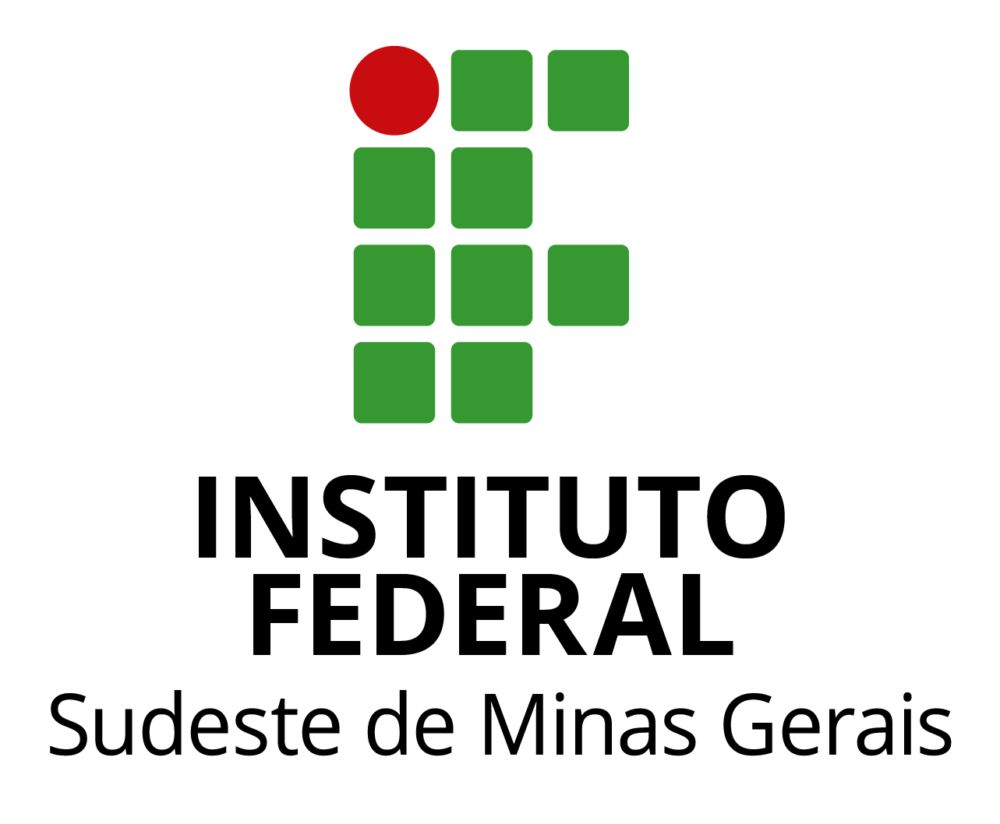 INSTITUTO
FEDERAL
Sudeste de Minas Gerais